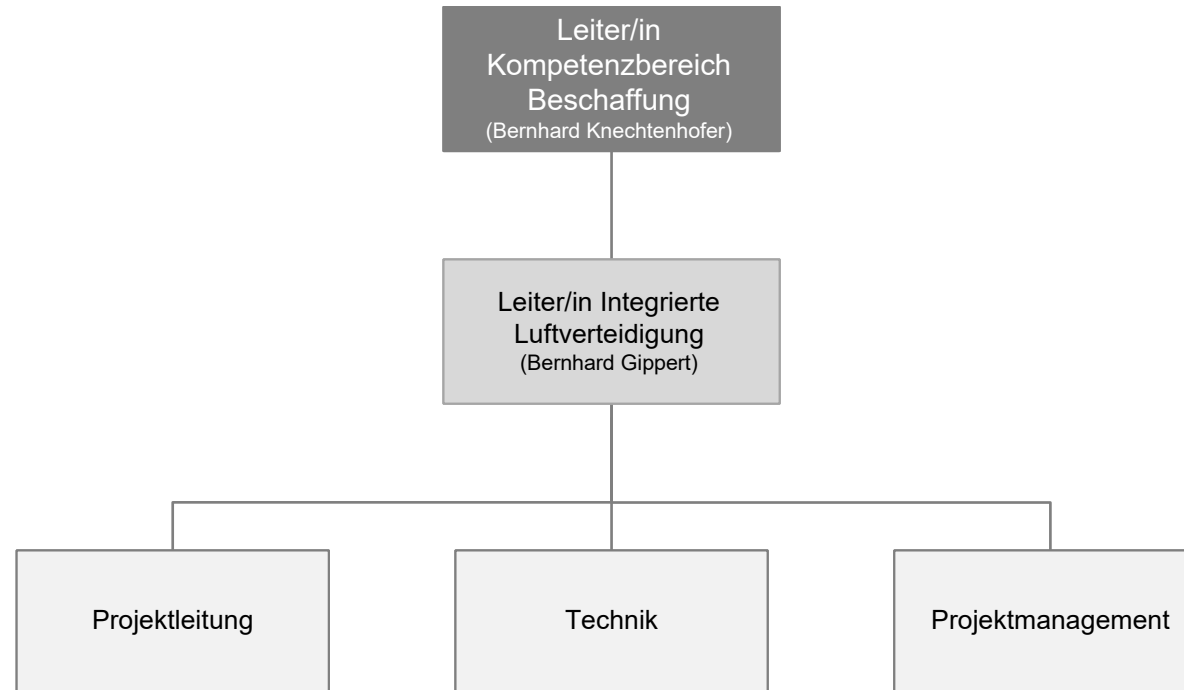 Leiter/in
Kompetenzbereich
Beschaffung
(Bernhard Knechtenhofer)
Leiter/in Integrierte
Luftverteidigung
(Bernhard Gippert)
Projektleitung
Technik
Projektmanagement